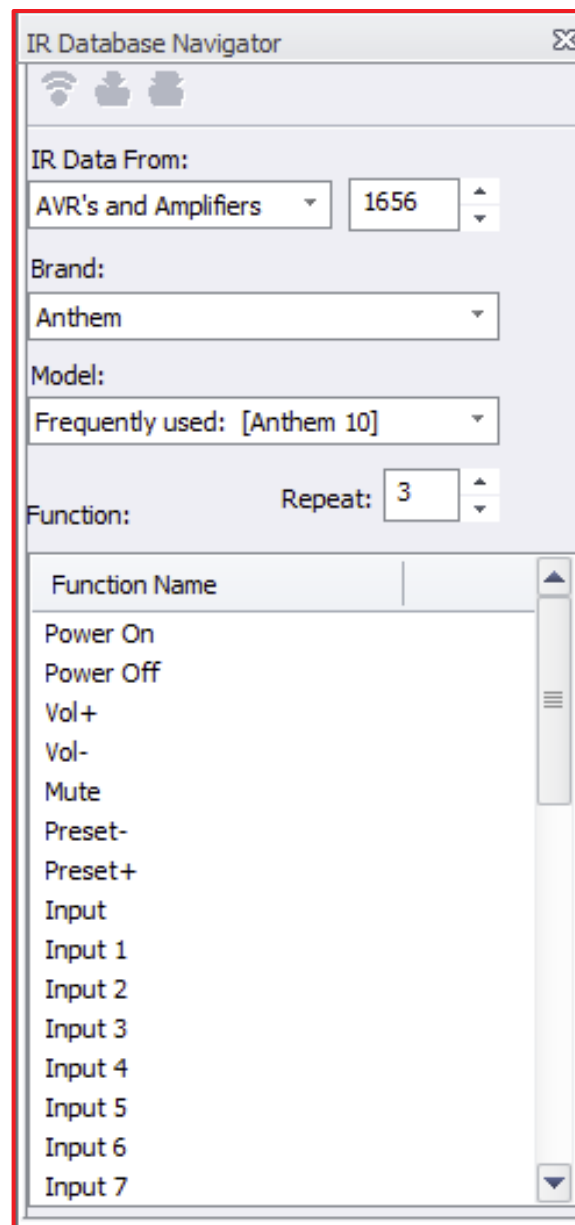 IR Database Navigator
IR Data From:
AVR's and Amplifiers 1656
Brand:
Anthem
Model:
Frequently used: [Anthem 10]
Function: Repeat: 3
Function Name
Power On
Power Off
Vol+
Vol-
Mute
Preset-
Preset+
Input
Input 1
Input 2
Input 3
Input 4
Input 5
Input 6
Input 7